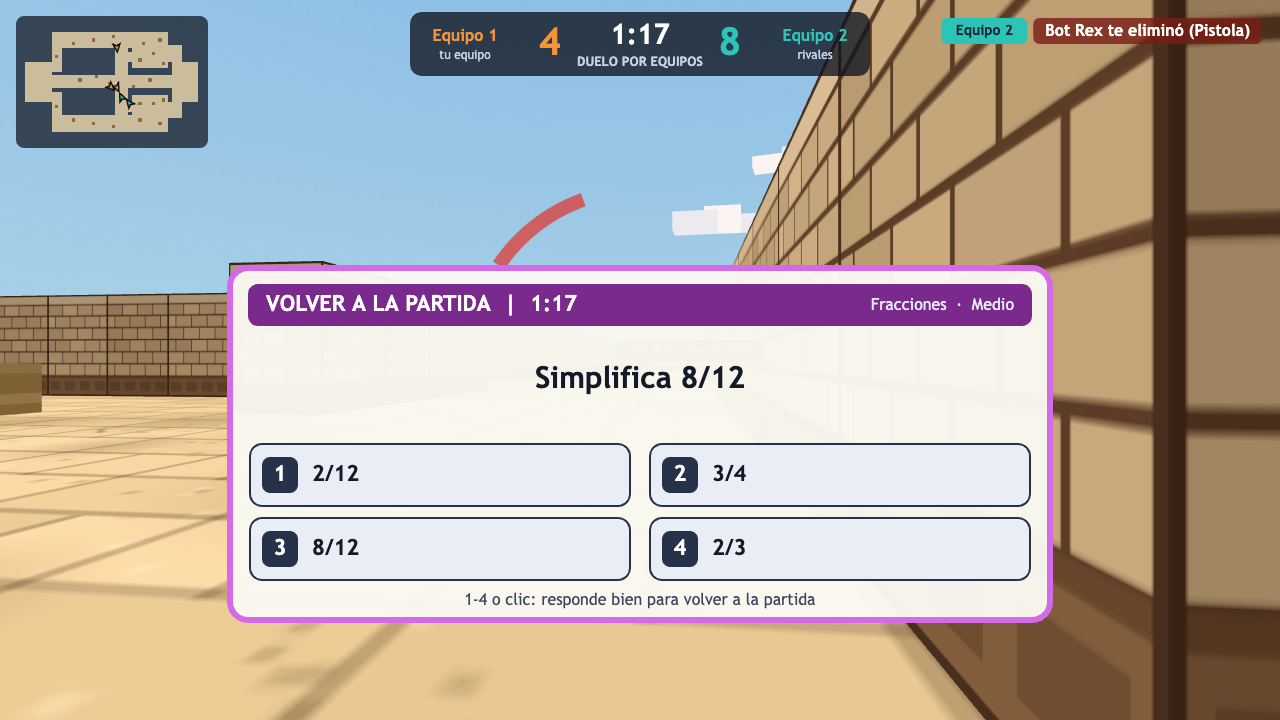 Equipo 1
tu equipo
4
1:17
DUELO POR EQUIPOS
8
Equipo 2
rivales
Equipo 2
Bot Rex te eliminó (Pistola)
VOLVER A LA PARTIDA | 1:17
Fracciones · Medio
Simplifica 8/12
1 2/12
2 3/4
3 8/12
4 2/3
1-4 o clic: responde bien para volver a la partida